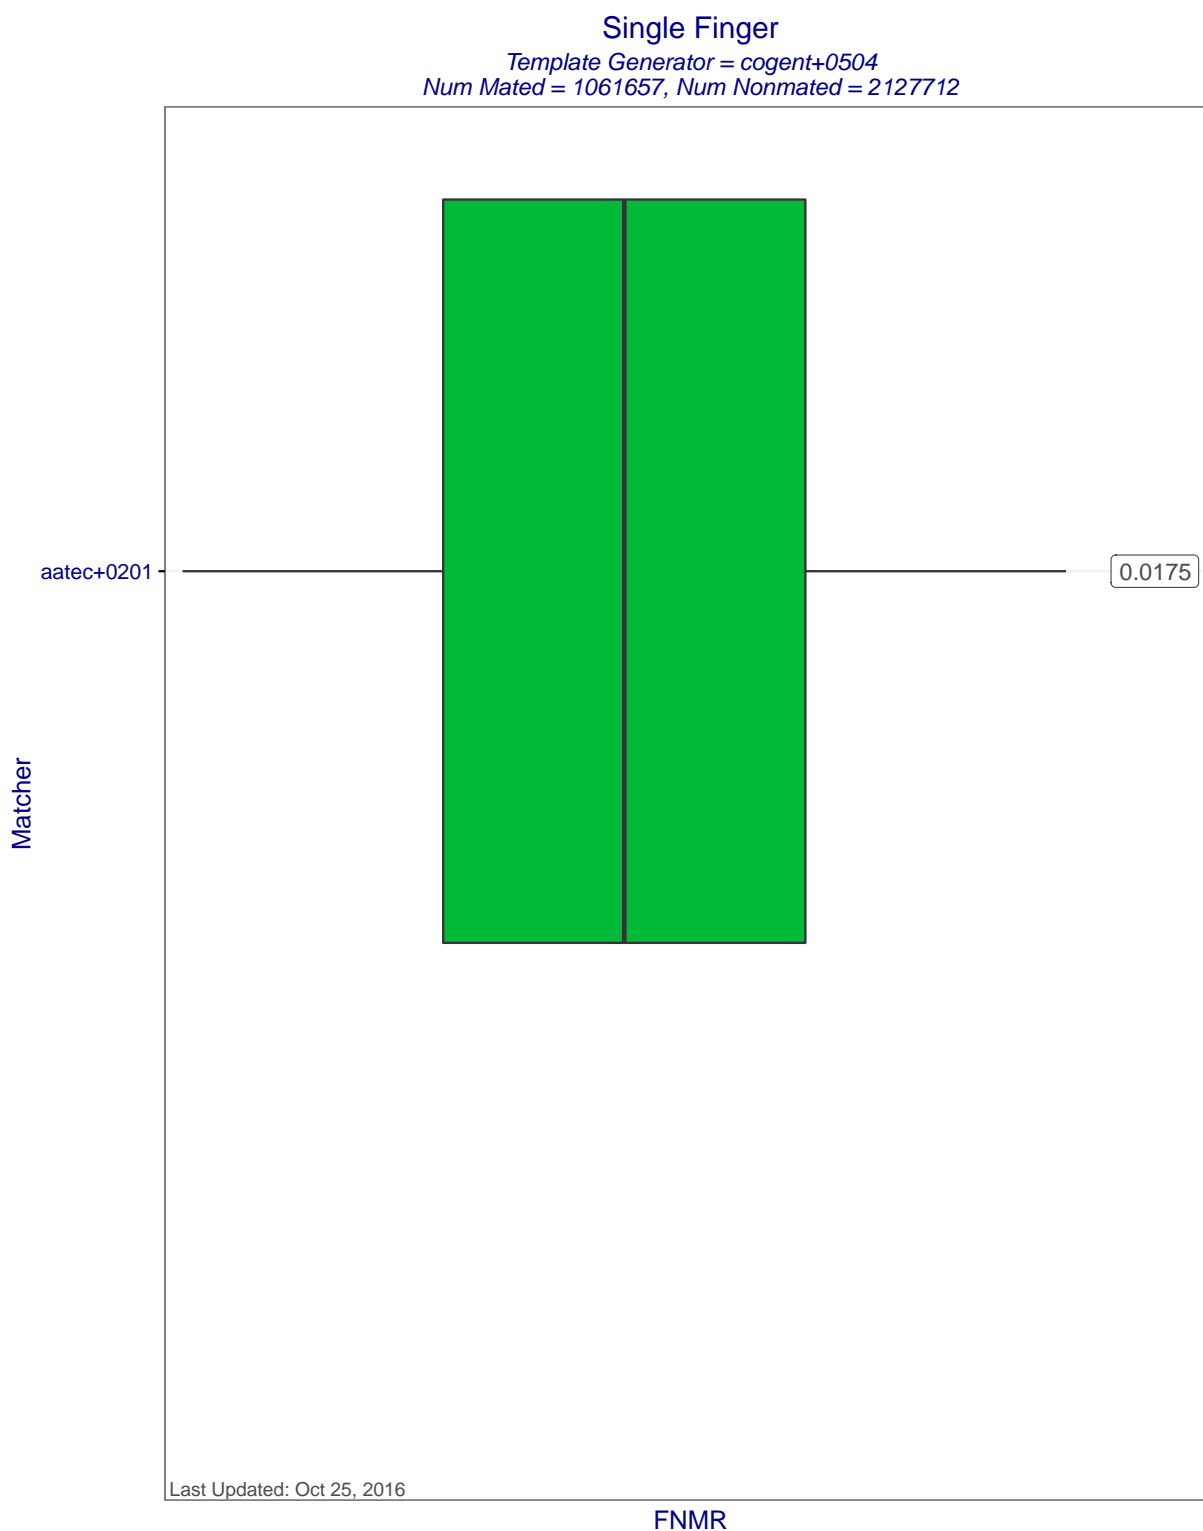 Single Finger
Template Generator = cogent+0504
Num Mated = 1061657, Num Nonmated = 2127712
aatec+0201
0.0175
Matcher
Last Updated: Oct 25, 2016
FNMR